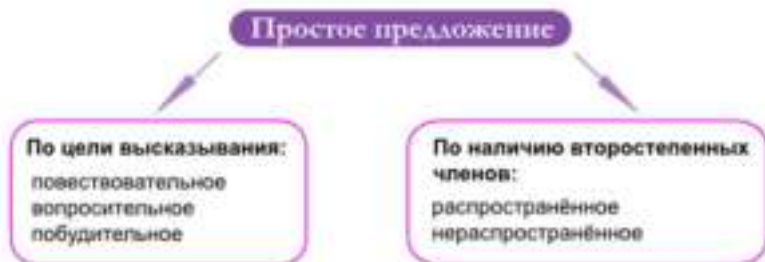 Простое предложение
По цели высказывания:
повествовательное
вопросительное
побудительное
По наличию второстепенных
членов:
распространённое
нераспространённое